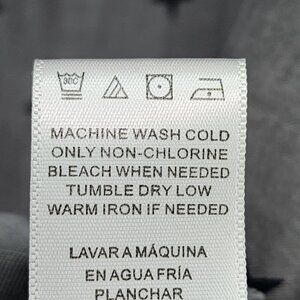 30C
MACHINE WASH COLD
ONLY NON-CHLORINE
BLEACH WHEN NEEDED
TUMBLE DRY LOW
WARM IRON IF NEEDED
LAVAR A MÁQUINA
EN AGUA FRÍA
PLANCHAR